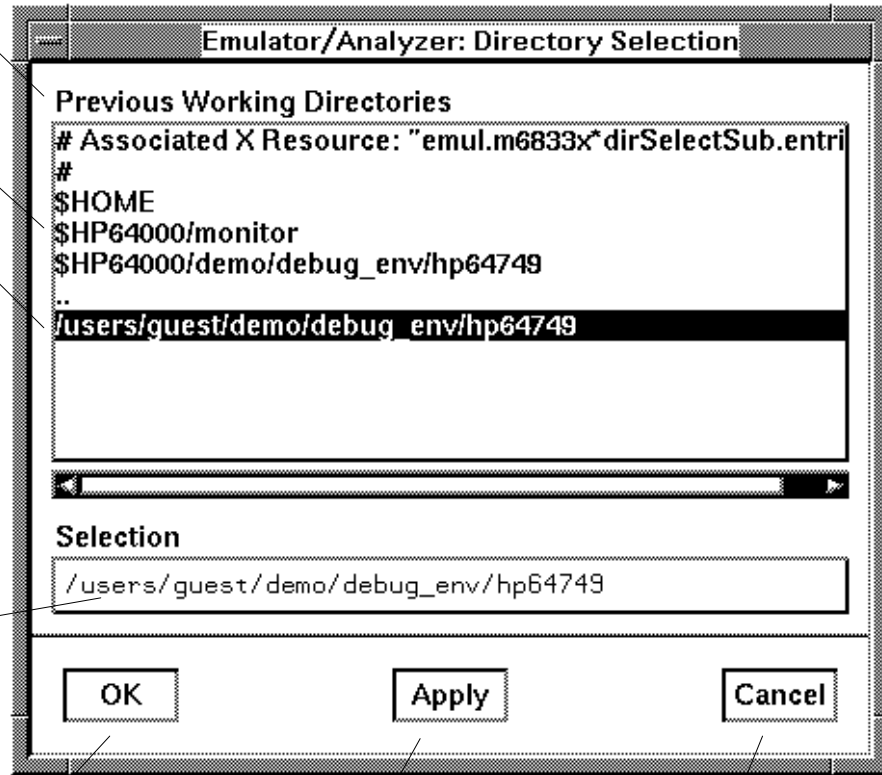 Emulator/Analyzer: Directory Selection
Previous Working Directories
# Associated X Resource: "emul.m6833x*dirSelectSub.entri
#
$HOME
$HP64000/monitor
$HP64000/demo/debug_env/hp64749
..
/users/guest/demo/debug_env/hp64749
Selection
/users/guest/demo/debug_env/hp64749
OK
Apply
Cancel